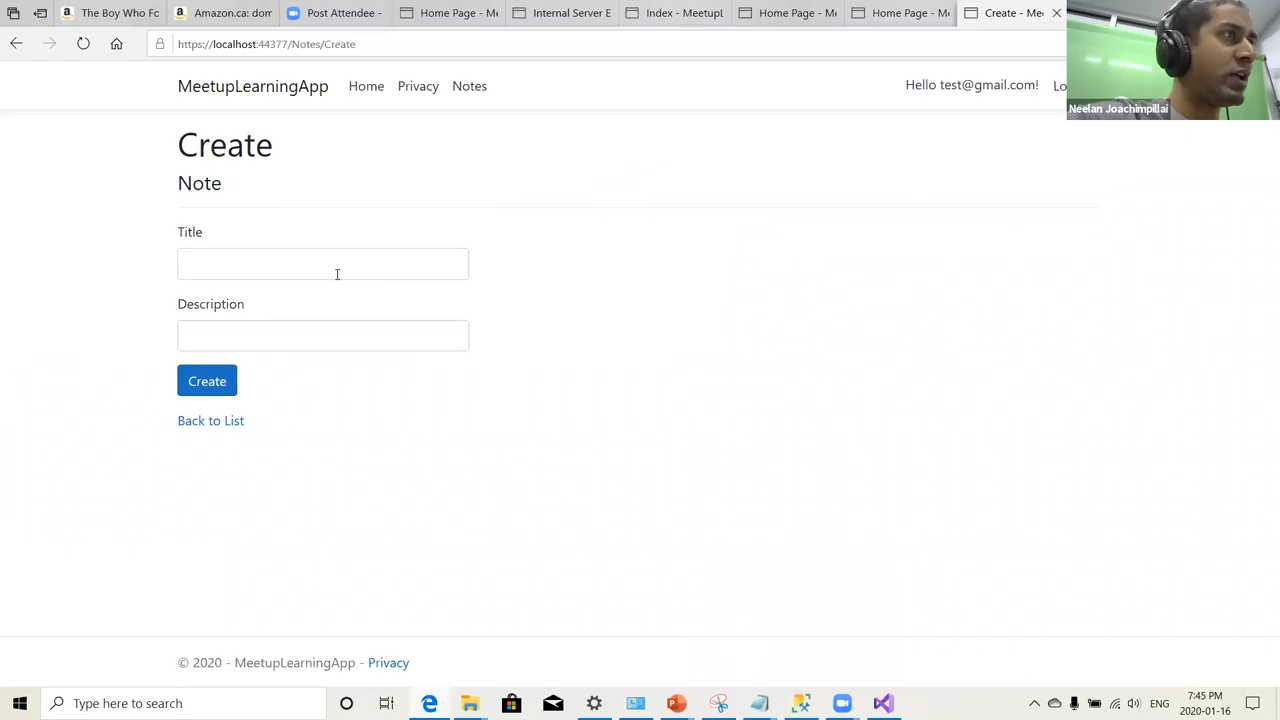 The Boy Who Fo
Amazon.ca: dom
Post Attende
Home Page - Me
Internal Server E
Index - Meetupl
Home Page - Me
Home Page - Me
Create - Mee
https://localhost:44377/Notes/Create
MeetupLearningApp Home Privacy Notes
Hello test@gmail.com! Lo
Neelan Joachimpillai
Create
Note
Title
Description
Create
Back to List
© 2020 - MeetupLearningApp - Privacy
Type here to search
ENG
7:45 PM
2020-01-16